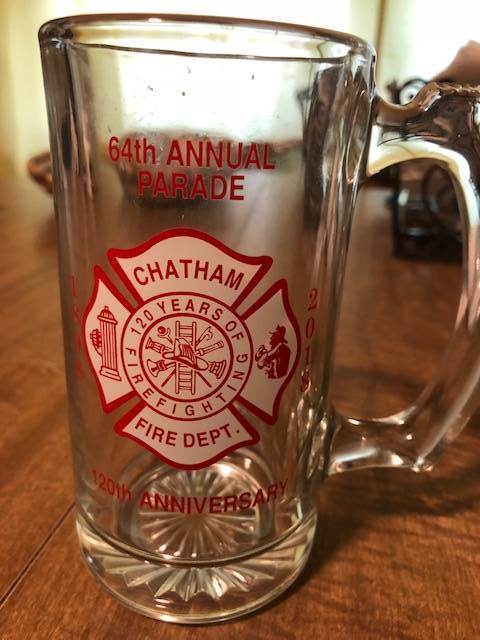 64th ANNUAL
PARADE
CHATHAM
120 YEARS OF
FIREFIGHTING
FIRE DEPT.
2018
120th ANNIVERSARY